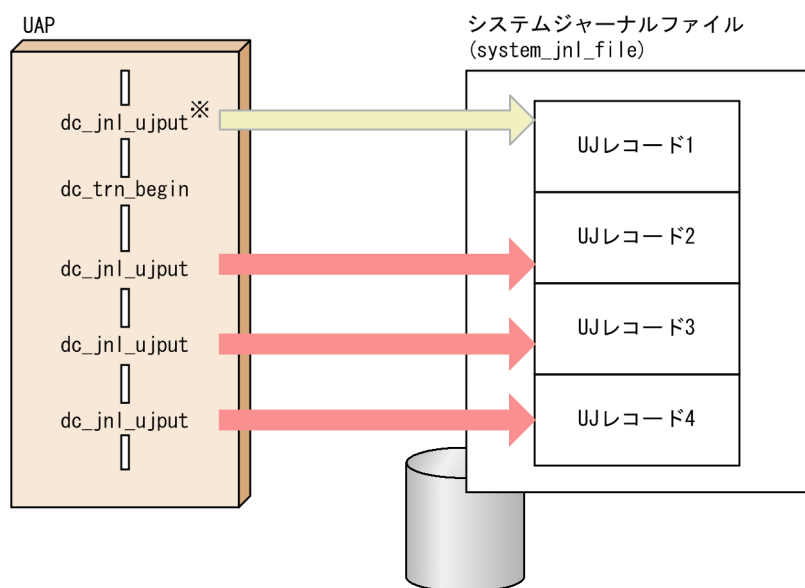 UAP
システムジャーナルファイル
(system_jnl_file)
dc_jnl_ujput※
UJレコード1
dc_trn_begin
UJレコード2
dc_jnl_ujput
UJレコード3
dc_jnl_ujput
UJレコード4
dc_jnl_ujput